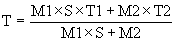 T = M1×S×T1 + M2×T2
M1×S + M2